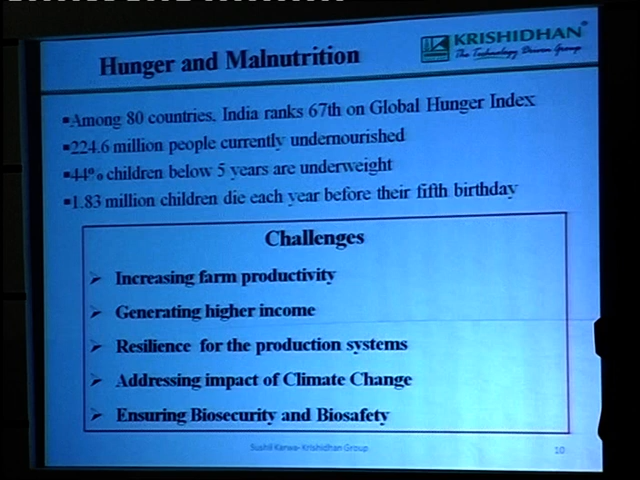 Hunger and Malnutrition
KRISHIDHAN®
The Technology Driven Group
▪Among 80 countries, India ranks 67th on Global Hunger Index
▪224.6 million people currently undernourished
▪44% children below 5 years are underweight
▪1.83 million children die each year before their fifth birthday
Challenges
➢ Increasing farm productivity
➢ Generating higher income
➢ Resilience for the production systems
➢ Addressing impact of Climate Change
➢ Ensuring Biosecurity and Biosafety
Sushil Karwa- Krishidhan Group
10